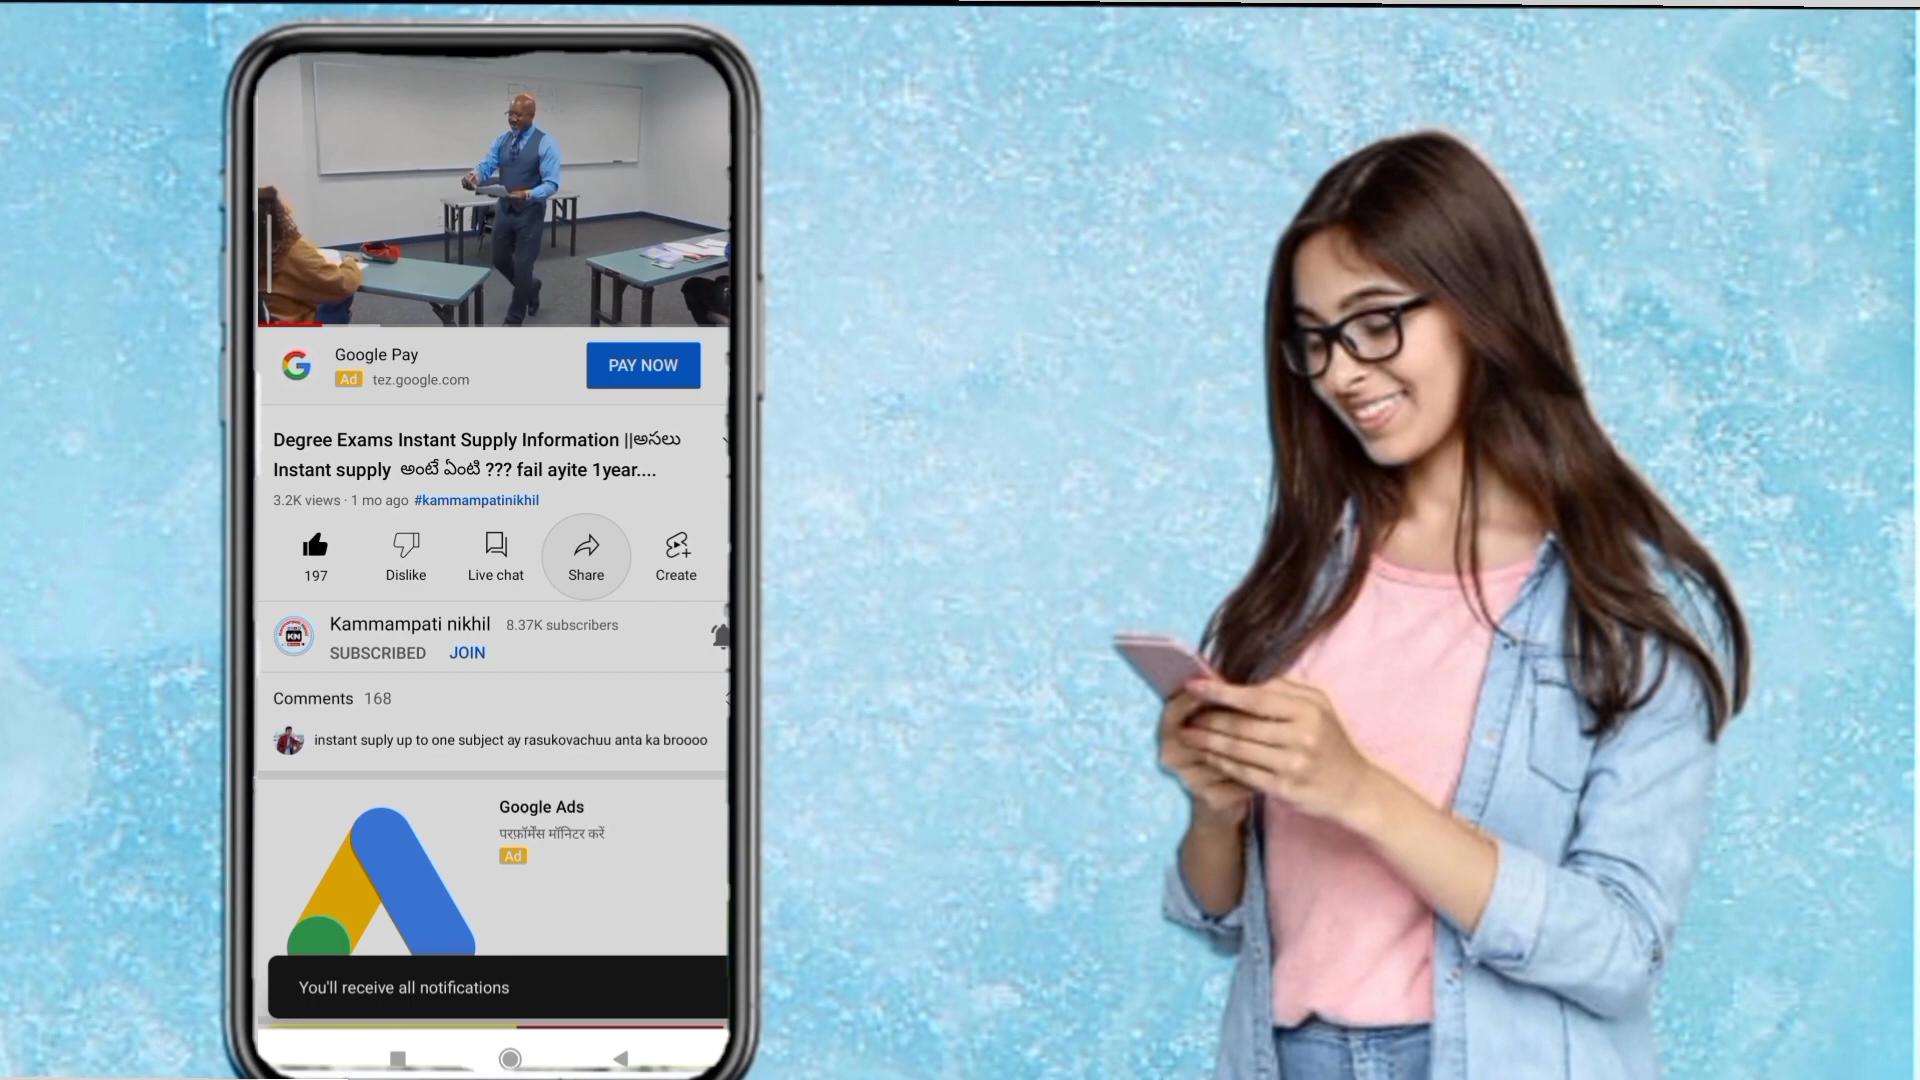 Google Pay
Ad tez.google.com
PAY NOW
Degree Exams Instant Supply Information ||అసలు
Instant supply అంటే ఏంటి ??? fail ayite 1year....
3.2K views · 1 mo ago #kammampatinikhil
197 Dislike Live chat Share Create
KN
Kammampati nikhil 8.37K subscribers
SUBSCRIBED JOIN
Comments 168
instant suply up to one subject ay rasukovachuu anta ka broooo
Google Ads
परफ़ॉर्मेंस मॉनिटर करें
Ad
You'll receive all notifications